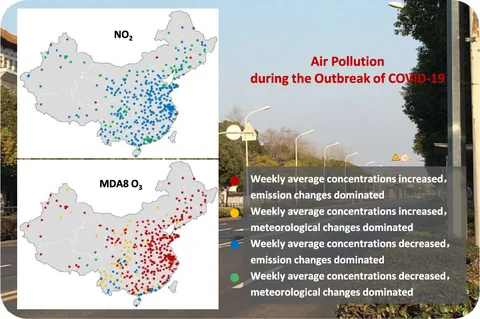 NO2
Air Pollution
during the Outbreak of COVID-19
MDA8 O3
Weekly average concentrations increased,
emission changes dominated
Weekly average concentrations increased,
meteorological changes dominated
Weekly average concentrations decreased,
emission changes dominated
Weekly average concentrations decreased,
meteorological changes dominated